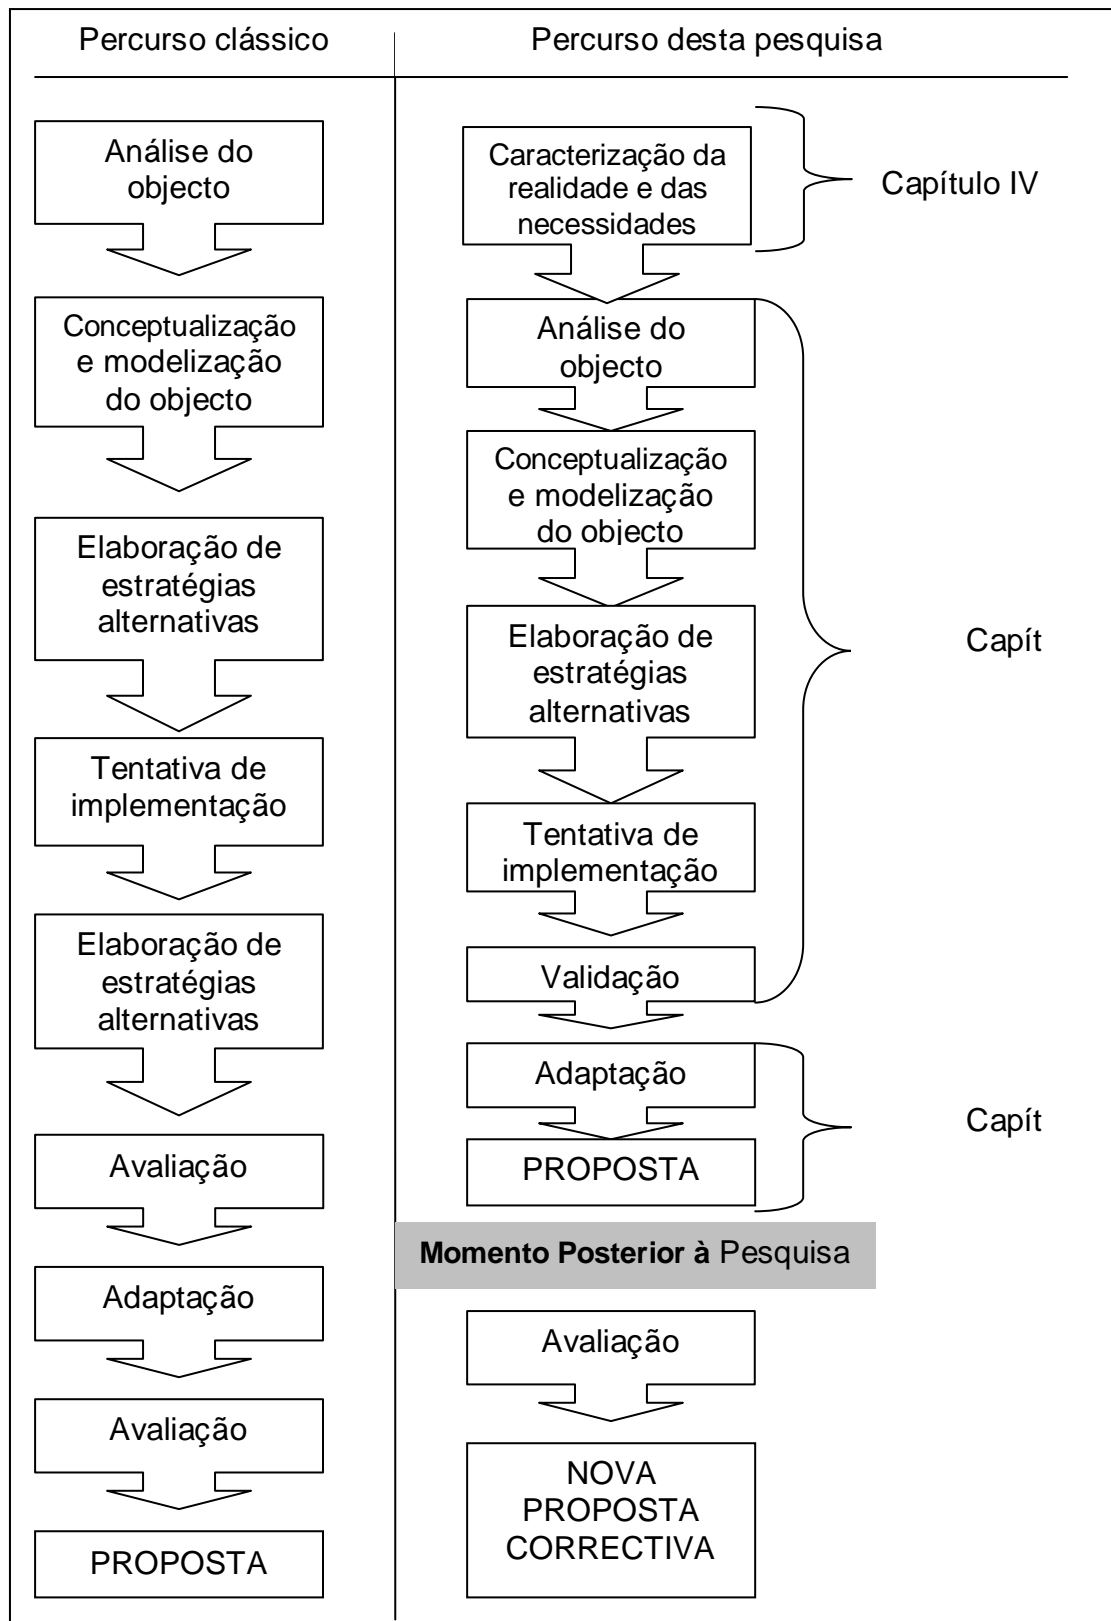 Percurso clássico
Percurso desta pesquisa
Análise do
objecto
Conceptualização
e modelização
do objecto
Elaboração de
estratégias
alternativas
Tentativa de
implementação
Elaboração de
estratégias
alternativas
Avaliação
Adaptação
Avaliação
PROPOSTA
Caracterização da
realidade e das
necessidades
Capítulo IV
Análise do
objecto
Conceptualização
e modelização
do objecto
Elaboração de
estratégias
alternativas
Capít
Tentativa de
implementação
Validação
Adaptação
Capít
PROPOSTA
Momento Posterior à Pesquisa
Avaliação
NOVA
PROPOSTA
CORRECTIVA